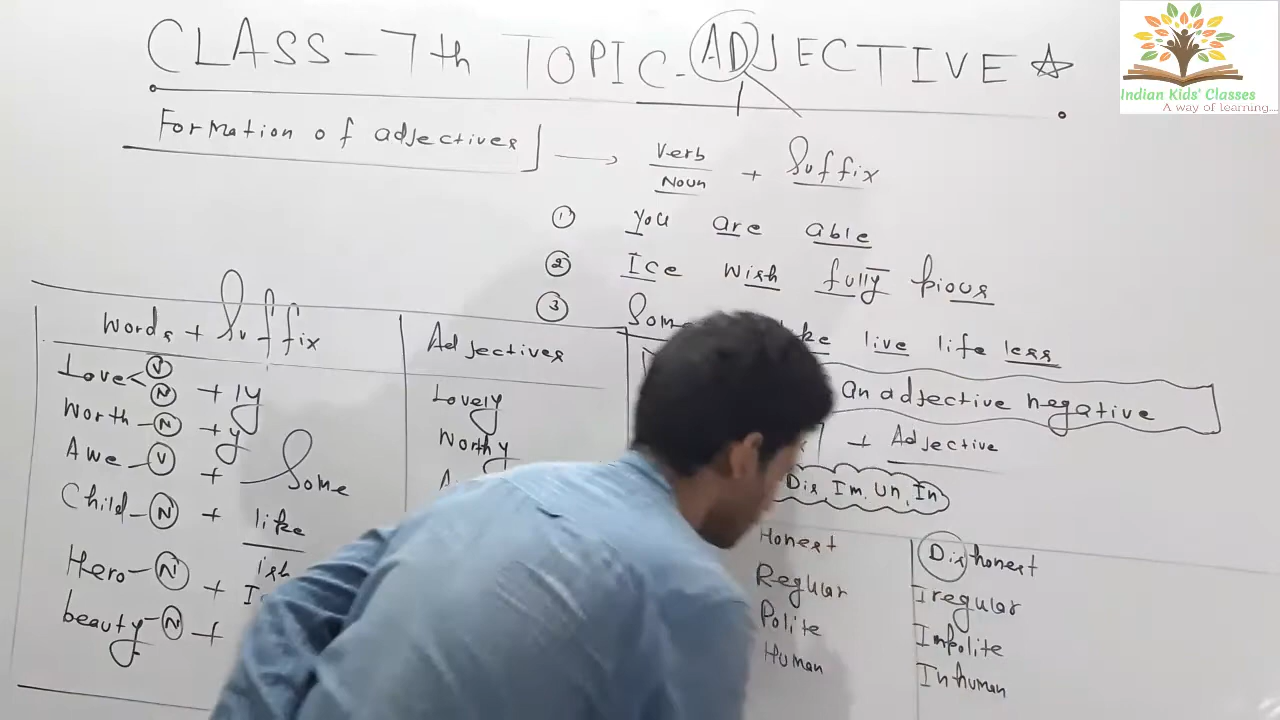 CLASS - 7th TOPIC - ADJECTIVE
Indian Kids' Classes
A way of learning....
Formation of adjectives → Verb
Noun + Suffix
① You are able
② Ice wish fully pious
③ Some like live life less
Words + Suffix
Adjectives
Love < V
N + ly
Lovely
Worth - N + y
Worthy
Awe - V + Some
Child - N + like
ish
Hero - N +
beauty - N +
an adjective negative
+ Adjective
Dis, Im, Un, In
Honest
Dishonest
Regular
Iregular
Polite
Impolite
Human
Inhuman